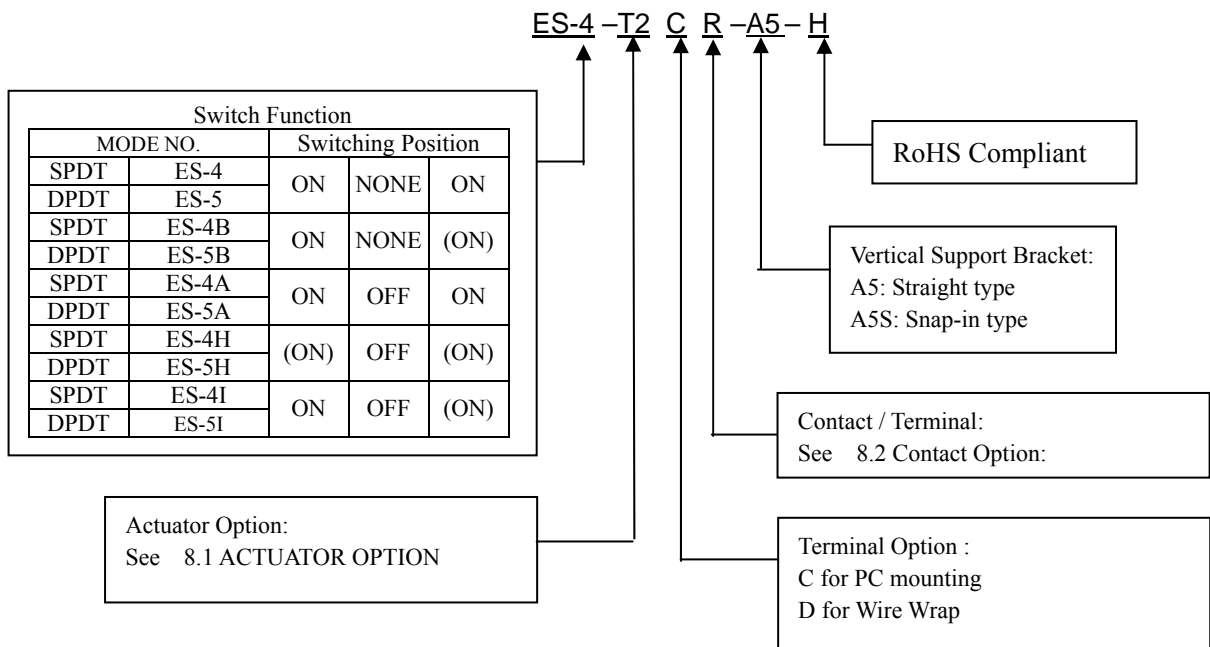 ES-4 –T2 C R –A5 – H
Switch Function
MODE NO. Switching Position
SPDT ES-4 ON NONE ON
DPDT ES-5
SPDT ES-4B ON NONE (ON)
DPDT ES-5B
SPDT ES-4A ON OFF ON
DPDT ES-5A
SPDT ES-4H (ON) OFF (ON)
DPDT ES-5H
SPDT ES-4I ON OFF (ON)
DPDT ES-5I
RoHS Compliant
Vertical Support Bracket:
A5: Straight type
A5S: Snap-in type
Contact / Terminal:
See 8.2 Contact Option:
Actuator Option:
See 8.1 ACTUATOR OPTION
Terminal Option :
C for PC mounting
D for Wire Wrap